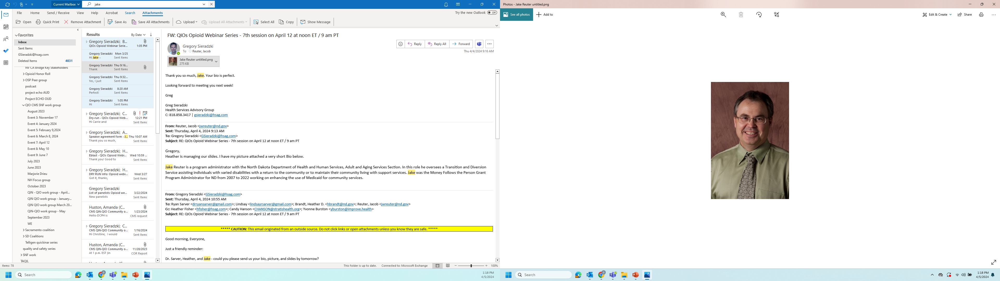 Current Mailbox
jake
Photos - Jake Reuter untitled.png
File Home Send / Receive View Help Acrobat Search Attachments
Try the new Outlook Off
Open Quick Print Remove Attachment Save As Save All Attachments Upload Upload All Attachments Select All Copy Show Message
See all photos
Add to
Edit & Create
Share
Favorites
Inbox
Sent Items
GSieradzki@hsag.com
Deleted Items 4031
NV CA Bridge Key Stakeholders
Opioid Honor Roll
OSP Peer group
podcast
project echo AUD
Project ECHO OUD
QIO CMS SNF work group
August 2023
Event 3: November 17
Event 4: January 2024
Event 5: February 9,2024
Event 6: March 8, 2024
Event 7: April 12
Event 8: May 10
Event 9: June 7
July 2023
June 2023
Marjorie Drieu
NH Focus group
October 2023
QIN - QIO work group - April...
QIN QIO work group - January...
QIN QIO work group March 20...
QIN-QIO work group - May
September 2023
WE
Sacramento coalition
SD Coalitions
Telligen quickinar series
quality and safety series
SNF work
TAQIL
Results By Date
Gregory Sieradzki; B...
QIOs Opioid Webinar Serie... 1:05 PM
Gregory Sieradzki Mon 3/25
Hi Jake – Sent Items
Gregory Sieradzki Thu 9:16...
Thank Sent Items
Gregory Sieradzki Thu 9:32...
Yes, I just Sent Items
Gregory Sieradzki 8:20 AM
Perfect! Sent Items
Gregory Sieradzki 1:05 PM
Hi Sent Items
Gregory Sieradzki; C...
Dry-run - QIOs Opioid Web... 12:21 PM
Hi Carrie and Sent Items
Gregory Sieradzki; A...
Speaker agreement form - J... Thu 10:07 AM
Thank you so much, Sent Items
Gregory Sieradzki; H...
Eblast - QIOs Opioid Webi... Wed 10:59 ...
Thank you! Good to Sent Items
Gregory Sieradzki; H...
DRY RUN Info: Opioid webi... Wed 3/27
Got it, thanks, Sent Items
Gregory Sieradzki
List of panelists Opioid we... 3/22/2024
New panelists Sent Items
Huston, Amanda (C...
CMS QIN-QIO Community o... 1/23/2024
Hello-DCPH is CMS request
Gregory Sieradzki; C...
CMS QIN-QIO Community o... 1/16/2024
Hi Christine, I would Sent Items
Huston, Amanda (C...
CMS QIN-QIO Community o... 11/28/2023
At 1 p.m. EST (in COR Report
FW: QIOs Opioid Webinar Series - 7th session on April 12 at noon ET / 9 am PT
Gregory Sieradzki
To Reuter, Jacob
Reply Reply All Forward
Thu 4/4/2024 9:16 AM
Jake Reuter untitled.png
275 KB
Thank you so much, Jake. Your bio is perfect.
Looking forward to meeting you next week!
Greg
Greg Sieradzki
Health Services Advisory Group
C: 818.858.3417 | gsieradzki@hsag.com
From: Reuter, Jacob <jwreuter@nd.gov>
Sent: Thursday, April 4, 2024 9:13 AM
To: Gregory Sieradzki <GSieradzki@hsag.com>
Subject: RE: QIOs Opioid Webinar Series - 7th session on April 12 at noon ET / 9 am PT
Gregory,
Heather is managing our slides. I have my picture attached a very short Bio below.
Jake Reuter is a program administrator with the North Dakota Department of Health and Human Services, Adult and Aging Services Section. In this role he oversees a Transition and Diversion
Service assisting individuals with varied disabilities with a return to the community or to maintain their community living with support services. Jake was the Money Follows the Person Grant
Program Administrator for ND from 2007 to 2022 working on enhancing the use of Medicaid for community services.
From: Gregory Sieradzki <GSieradzki@hsag.com>
Sent: Thursday, April 4, 2024 10:55 AM
To: Ryan Sarver <drryansarver@gmail.com>; Lindsay <lindsayrsarver@gmail.com>; Brandt, Heather D. <hbrandt@nd.gov>; Reuter, Jacob <jwreuter@nd.gov>
Cc: Heather Fisher <hfisher@hsag.com>; Candy Hanson <CHANSON@stratishealth.org>; Yvonne Burston <yburston@improve.health>
Subject: RE: QIOs Opioid Webinar Series - 7th session on April 12 at noon ET / 9 am PT
***** CAUTION: This email originated from an outside source. Do not click links or open attachments unless you know they are safe. *****
Good morning, Everyone,
Just a friendly reminder:
Dr. Sarver, Heather, and Jake - could you please send us your bio, picture, and slides by tomorrow?
Items: 78
This folder is up to date. Connected to: Microsoft Exchange 100%
Search
1:18 PM
4/5/2024
Search
1:18 PM
4/5/2024